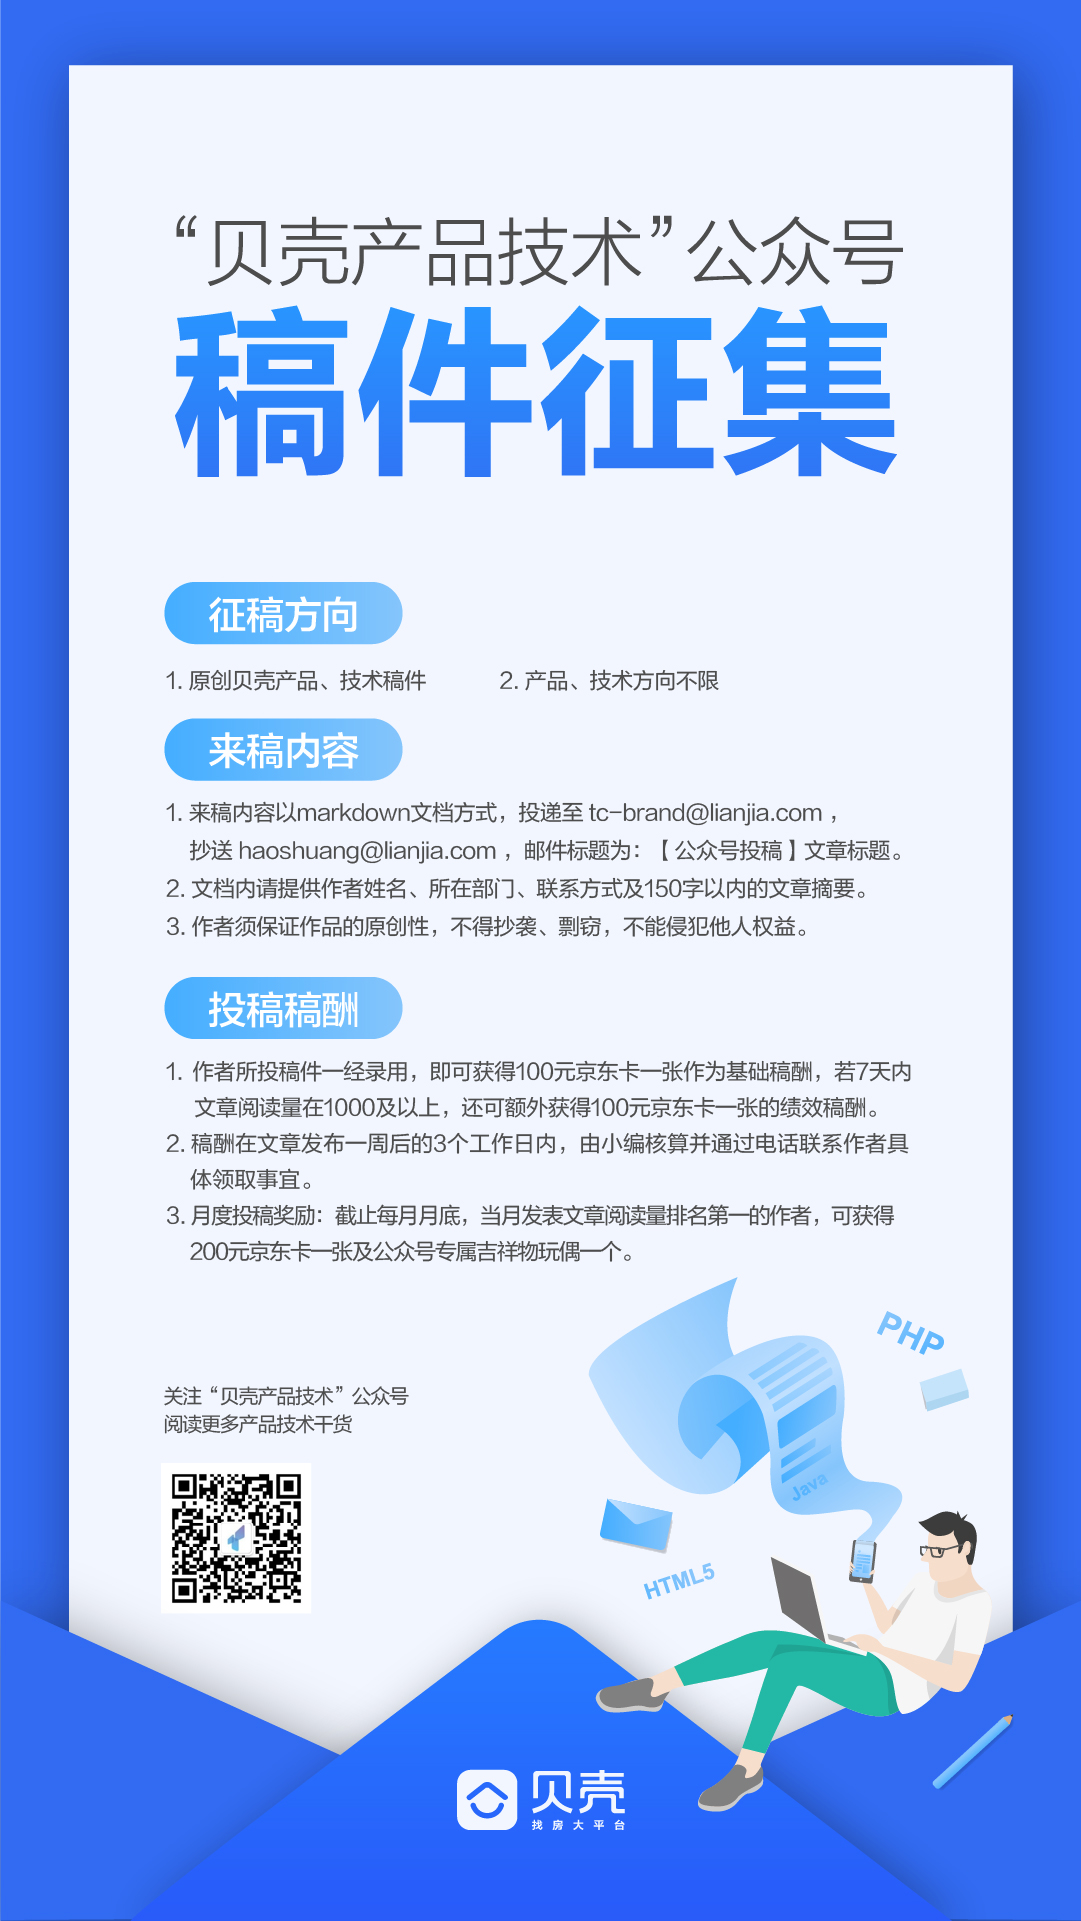 “贝壳产品技术”公众号
稿件征集
征稿方向
1. 原创贝壳产品、技术稿件
2. 产品、技术方向不限
来稿内容
1. 来稿内容以markdown文档方式，投递至 tc-brand@lianjia.com，
抄送 haoshuang@lianjia.com，邮件标题为：【公众号投稿】文章标题。
2. 文档内请提供作者姓名、所在部门、联系方式及150字以内的文章摘要。
3. 作者须保证作品的原创性，不得抄袭、剽窃，不能侵犯他人权益。
投稿稿酬
1. 作者所投稿件一经录用，即可获得100元京东卡一张作为基础稿酬，若7天内
文章阅读量在1000及以上，还可额外获得100元京东卡一张的绩效稿酬。
2. 稿酬在文章发布一周后的3个工作日内，由小编核算并通过电话联系作者具
体领取事宜。
3. 月度投稿奖励：截止每月月底，当月发表文章阅读量排名第一的作者，可获得
200元京东卡一张及公众号专属吉祥物玩偶一个。
PHP
关注“贝壳产品技术”公众号
阅读更多产品技术干货
Java
HTML5
贝壳
找房大平台